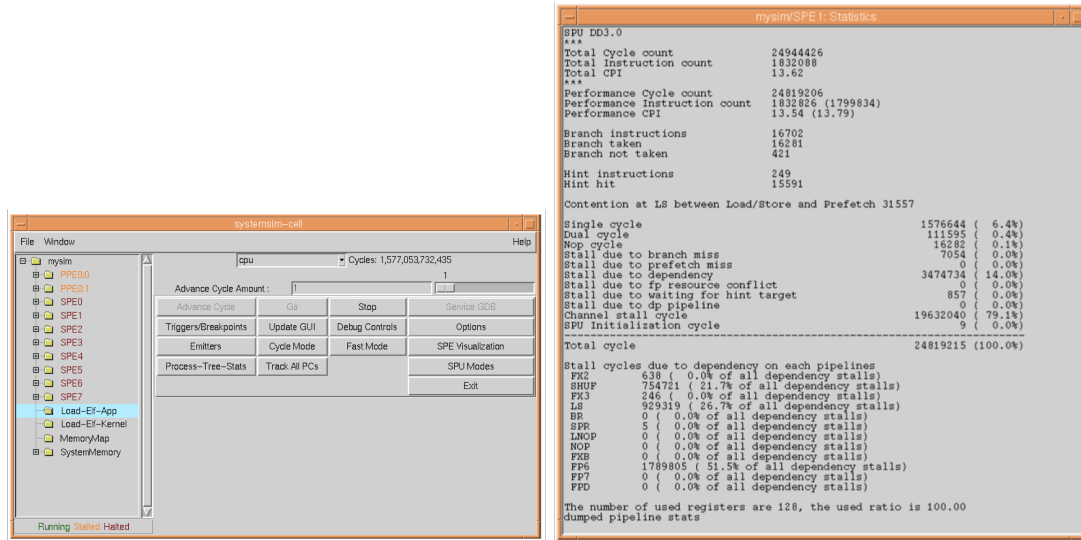 systemsim-cell
File Window Help
mysim
PPE0:0
PPE0:1
SPE0
SPE1
SPE2
SPE3
SPE4
SPE5
SPE6
SPE7
Load-Elf-App
Load-Elf-Kernel
MemoryMap
SystemMemory
Running Stalled Halted
cpu Cycles: 1,577,053,732,435
1
Advance Cycle Amount : 1
Advance Cycle Go Stop Service GDB
Triggers/Breakpoints Update GUI Debug Controls Options
Emitters Cycle Mode Fast Mode SPE Visualization
Process-Tree-Stats Track All PCs SPU Modes
Exit
mysim/SPE1: Statistics
SPU DD3.0
***
Total Cycle count 24944426
Total Instruction count 1832088
Total CPI 13.62
***
Performance Cycle count 24819206
Performance Instruction count 1832826 (1799834)
Performance CPI 13.54 (13.79)
Branch instructions 16702
Branch taken 16281
Branch not taken 421
Hint instructions 249
Hint hit 15591
Contention at LS between Load/Store and Prefetch 31557
Single cycle 1576644 ( 6.4%)
Dual cycle 111595 ( 0.4%)
Nop cycle 16282 ( 0.1%)
Stall due to branch miss 7054 ( 0.0%)
Stall due to prefetch miss 0 ( 0.0%)
Stall due to dependency 3474734 ( 14.0%)
Stall due to fp resource conflict 0 ( 0.0%)
Stall due to waiting for hint target 857 ( 0.0%)
Stall due to dp pipeline 0 ( 0.0%)
Channel stall cycle 19632040 ( 79.1%)
SPU Initialization cycle 9 ( 0.0%)
Total cycle 24819215 (100.0%)
Stall cycles due to dependency on each pipelines
FX2 638 ( 0.0% of all dependency stalls)
SHUF 754721 ( 21.7% of all dependency stalls)
FX3 246 ( 0.0% of all dependency stalls)
LS 929319 ( 26.7% of all dependency stalls)
BR 0 ( 0.0% of all dependency stalls)
SPR 5 ( 0.0% of all dependency stalls)
LNOP 0 ( 0.0% of all dependency stalls)
NOP 0 ( 0.0% of all dependency stalls)
FXB 0 ( 0.0% of all dependency stalls)
FP6 1789805 ( 51.5% of all dependency stalls)
FP7 0 ( 0.0% of all dependency stalls)
FPD 0 ( 0.0% of all dependency stalls)
The number of used registers are 128, the used ratio is 100.00
dumped pipeline stats